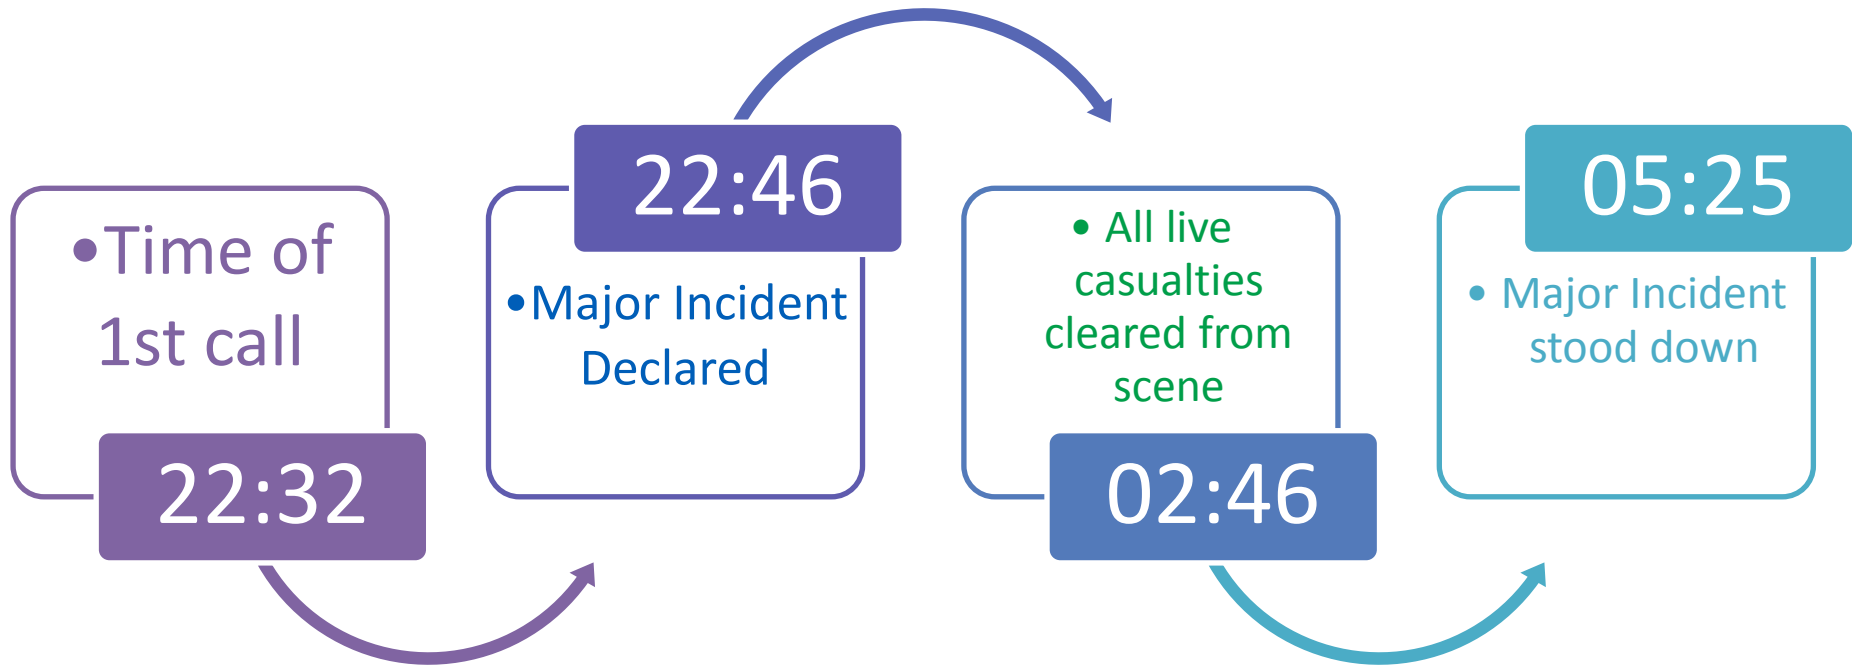 •Time of
1st call
22:32
22:46
•Major Incident
Declared
• All live
casualties
cleared from
scene
02:46
05:25
• Major Incident
stood down